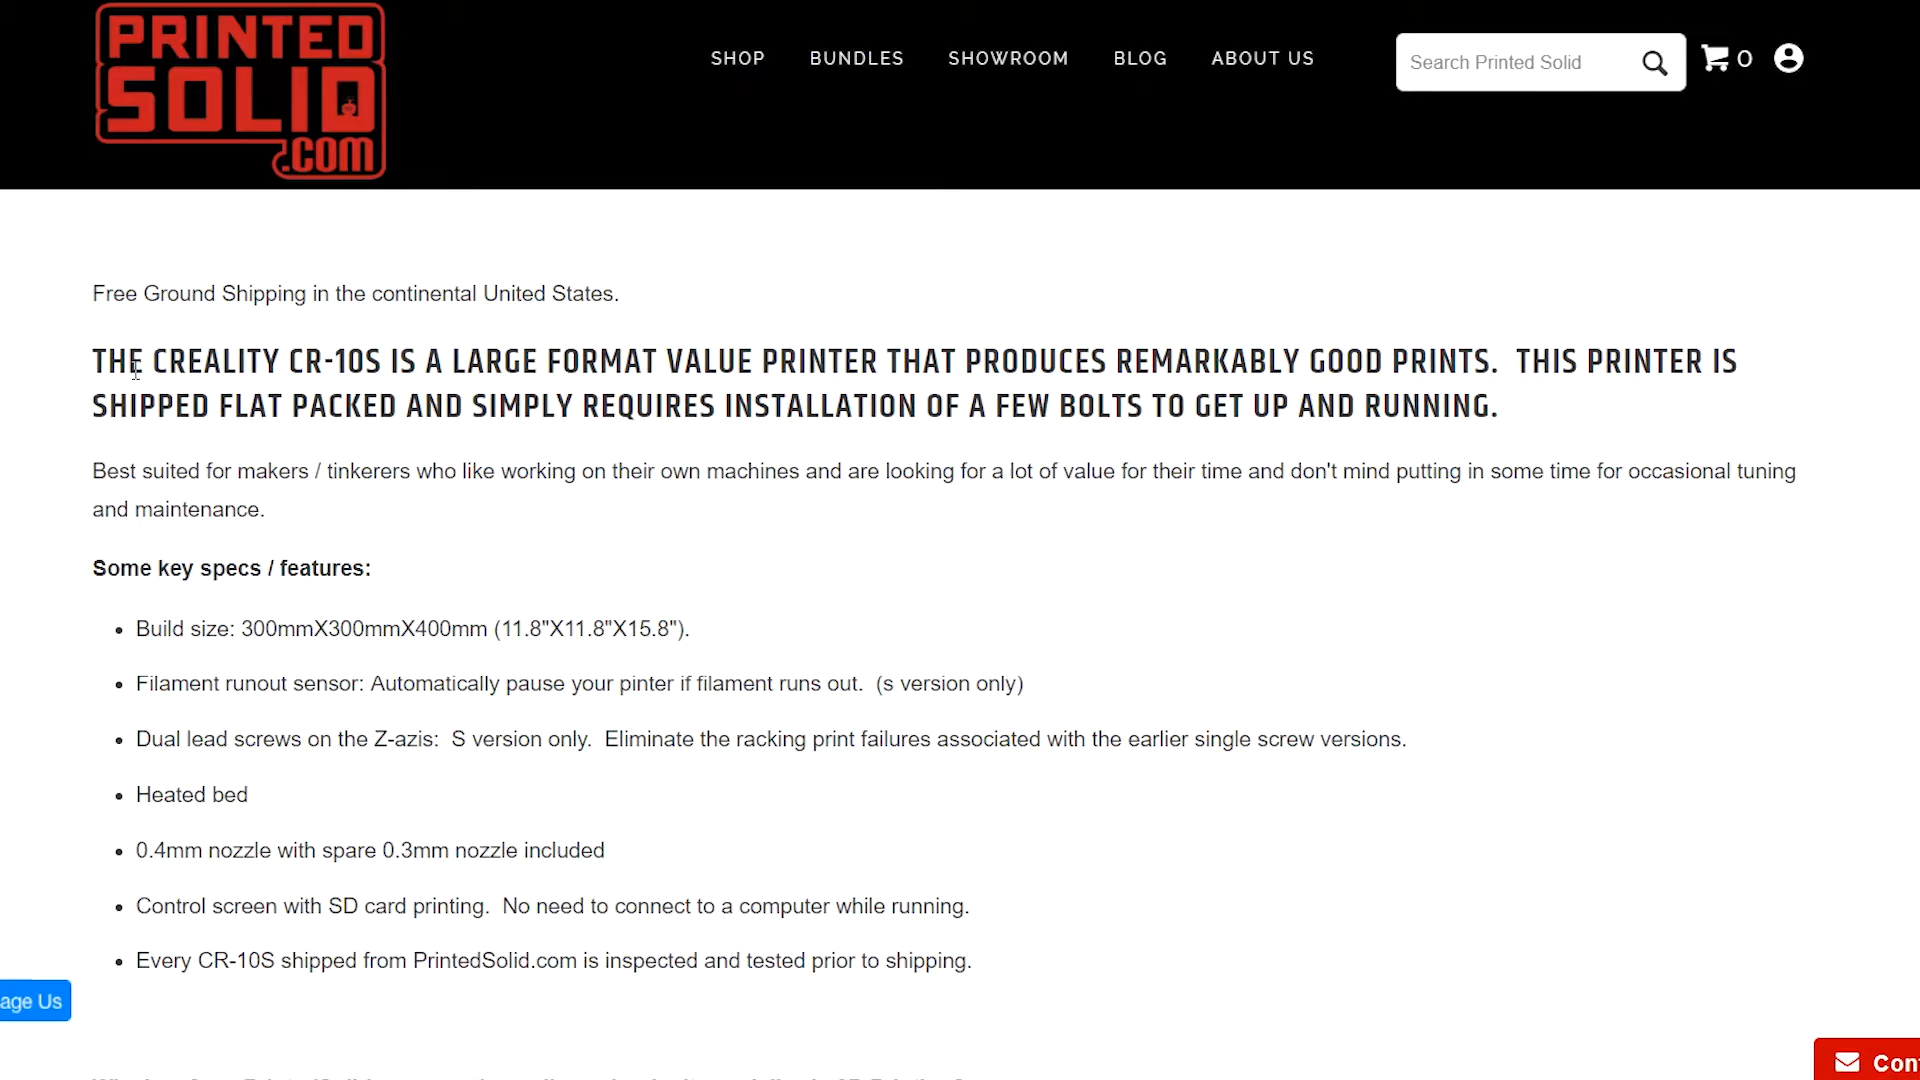 PRINTED
SOLID
.COM
SHOP BUNDLES SHOWROOM BLOG ABOUT US
Search Printed Solid
0
Free Ground Shipping in the continental United States.
THE CREALITY CR-10S IS A LARGE FORMAT VALUE PRINTER THAT PRODUCES REMARKABLY GOOD PRINTS. THIS PRINTER IS
SHIPPED FLAT PACKED AND SIMPLY REQUIRES INSTALLATION OF A FEW BOLTS TO GET UP AND RUNNING.
Best suited for makers / tinkerers who like working on their own machines and are looking for a lot of value for their time and don't mind putting in some time for occasional tuning
and maintenance.
Some key specs / features:
Build size: 300mmX300mmX400mm (11.8"X11.8"X15.8").
Filament runout sensor: Automatically pause your pinter if filament runs out. (s version only)
Dual lead screws on the Z-azis: S version only. Eliminate the racking print failures associated with the earlier single screw versions.
Heated bed
0.4mm nozzle with spare 0.3mm nozzle included
Control screen with SD card printing. No need to connect to a computer while running.
Every CR-10S shipped from PrintedSolid.com is inspected and tested prior to shipping.
age Us
Con